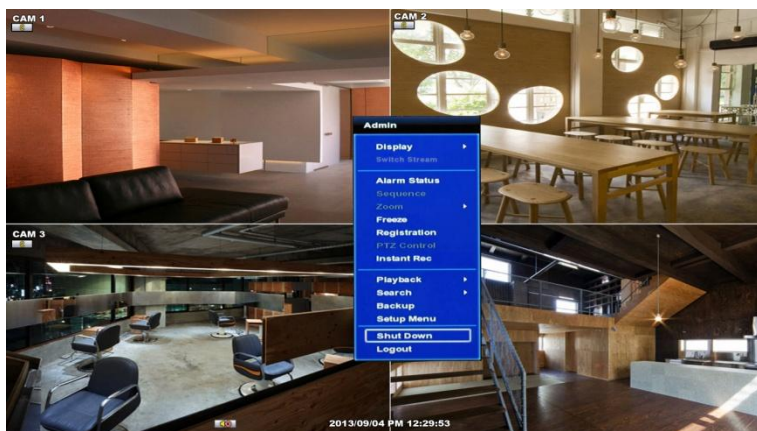 CAM 1
CAM 2
Admin
Display
Switch Stream
Alarm Status
Sequence
Zoom
Freeze
Registration
PTZ Control
Instant Rec
Playback
Search
Backup
Setup Menu
Shut Down
Logout
CAM 3
2013/09/04 PM 12:29:53